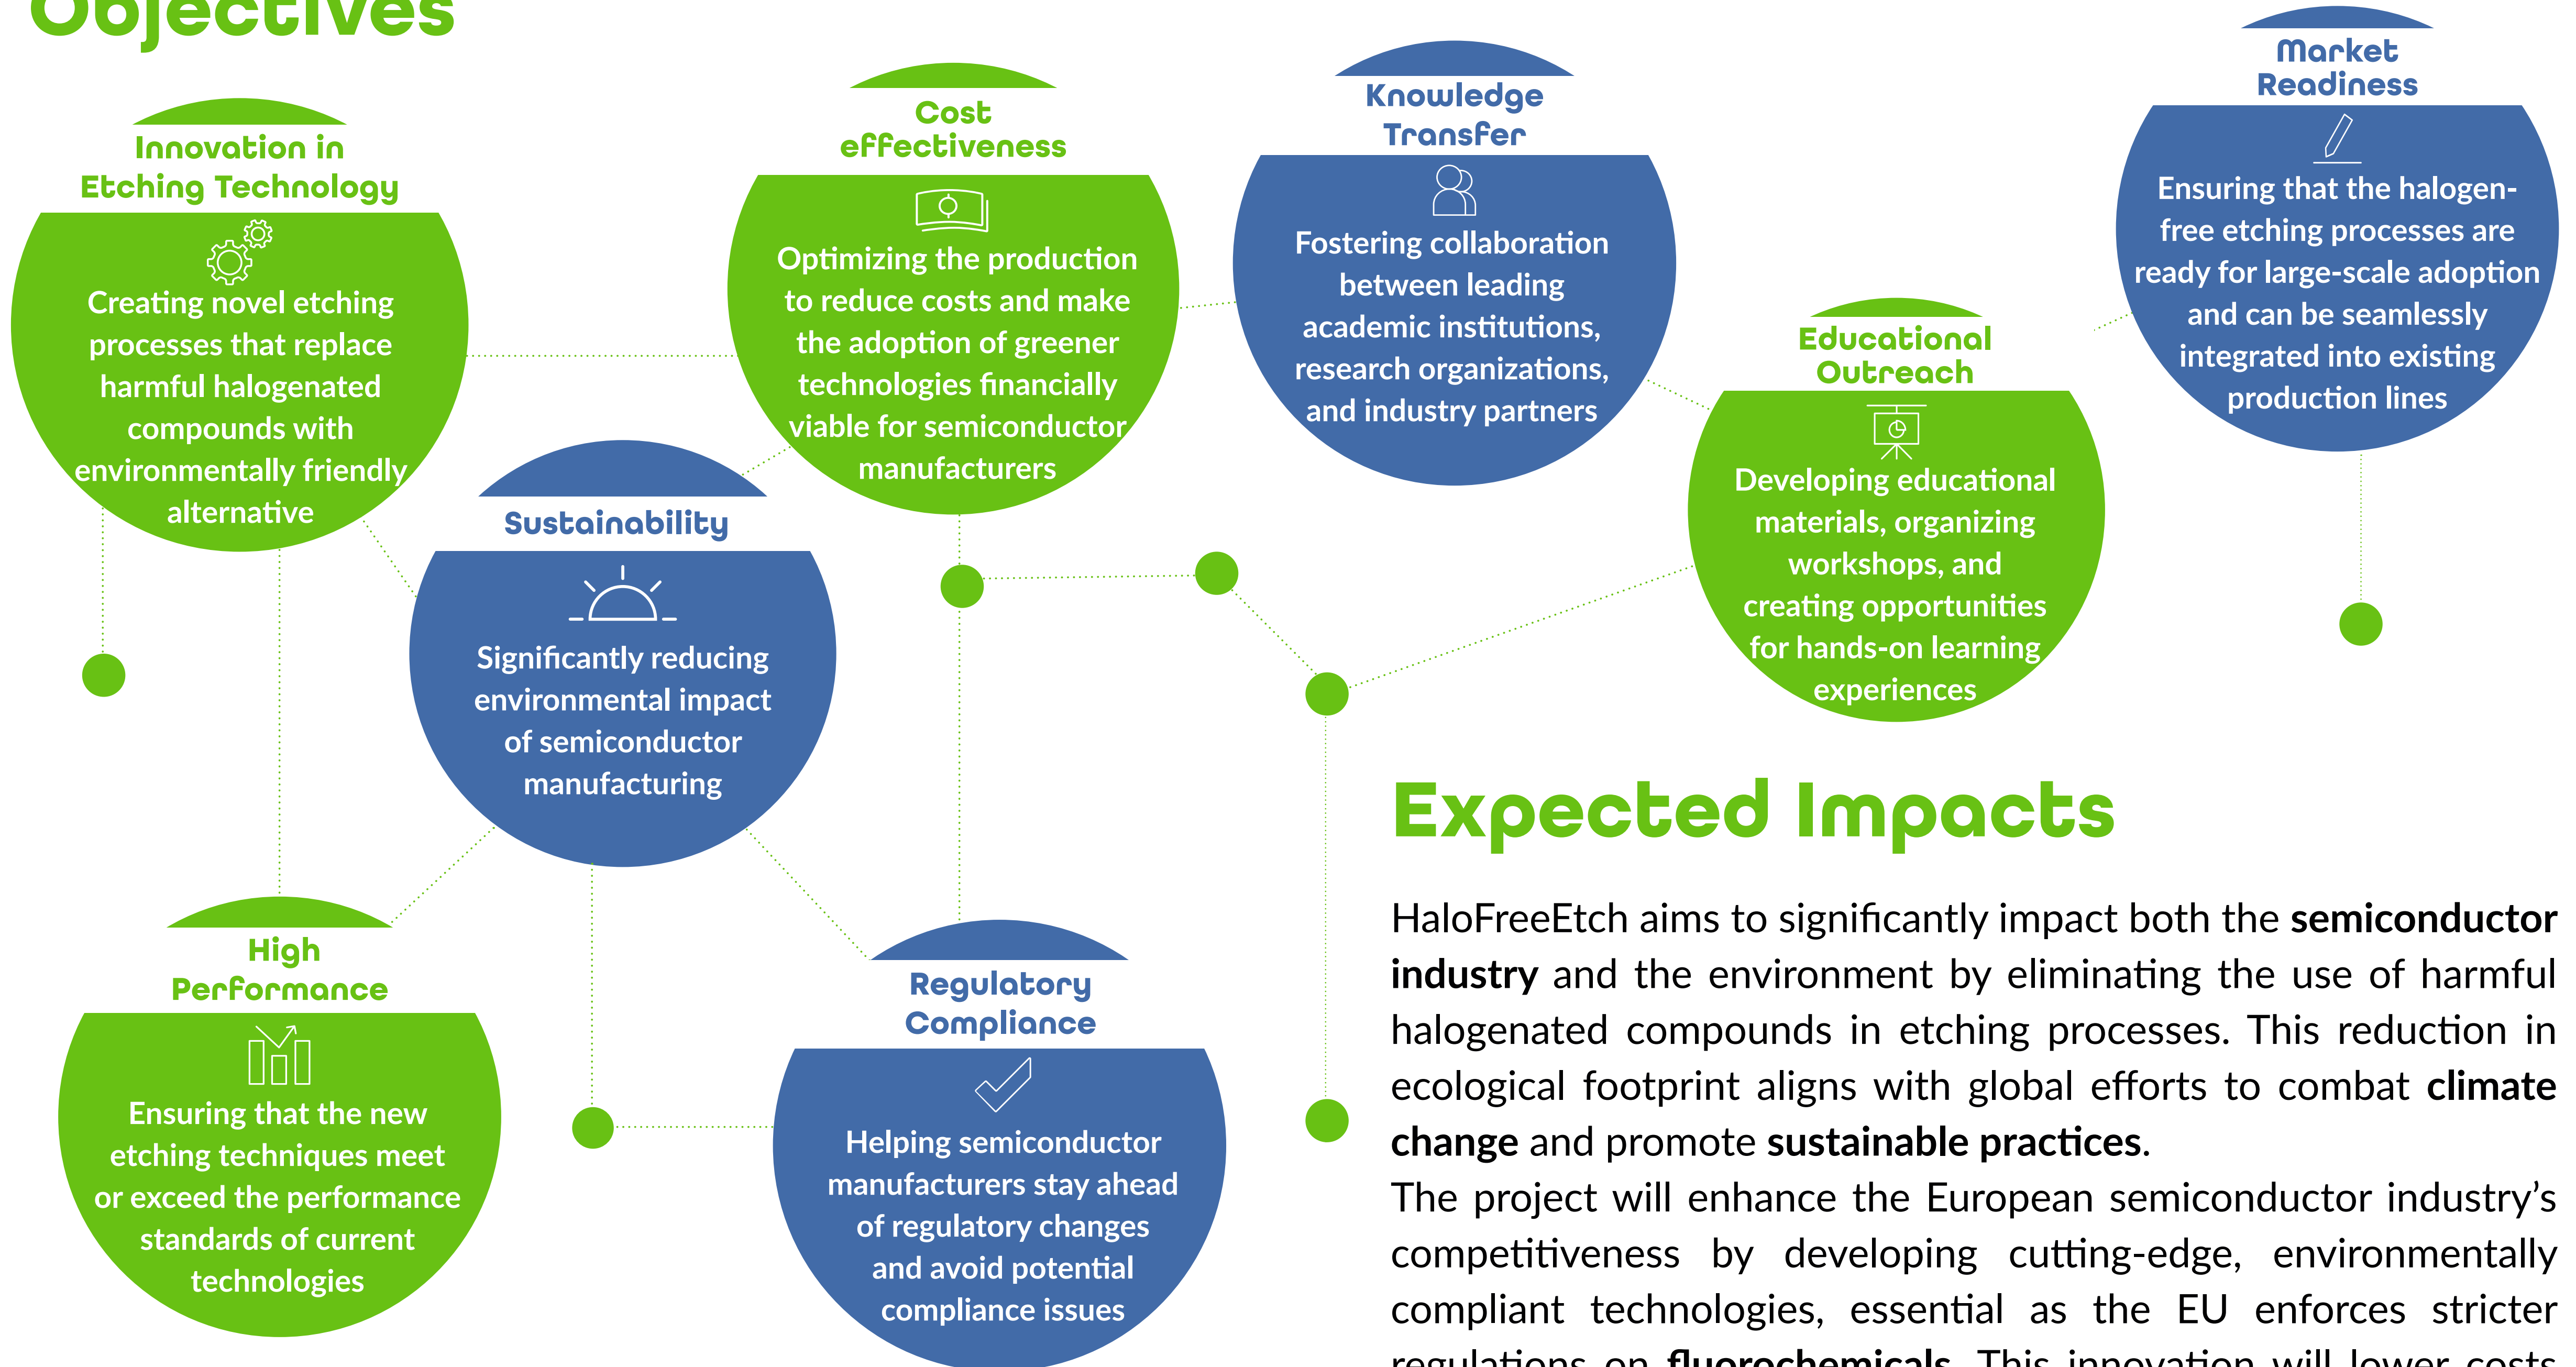 Objectives
Innovation in
Etching Technology
Creating novel etching
processes that replace
harmful halogenated
compounds with
environmentally friendly
alternative
Cost
effectiveness
Optimizing the production
to reduce costs and make
the adoption of greener
technologies financially
viable for semiconductor
manufacturers
Knowledge
Transfer
Fostering collaboration
between leading
academic institutions,
research organizations,
and industry partners
Market
Readiness
Ensuring that the halogen-
free etching processes are
ready for large-scale adoption
and can be seamlessly
integrated into existing
production lines
Educational
Outreach
Developing educational
materials, organizing
workshops, and
creating opportunities
for hands-on learning
experiences
Sustainability
Significantly reducing
environmental impact
of semiconductor
manufacturing
High
Performance
Ensuring that the new
etching techniques meet
or exceed the performance
standards of current
technologies
Regulatory
Compliance
Helping semiconductor
manufacturers stay ahead
of regulatory changes
and avoid potential
compliance issues
Expected Impacts
HaloFreeEtch aims to significantly impact both the semiconductor
industry and the environment by eliminating the use of harmful
halogenated compounds in etching processes. This reduction in
ecological footprint aligns with global efforts to combat climate
change and promote sustainable practices.
The project will enhance the European semiconductor industry’s
competitiveness by developing cutting-edge, environmentally
compliant technologies, essential as the EU enforces stricter
regulations on fluorochemicals. This innovation will lower costs